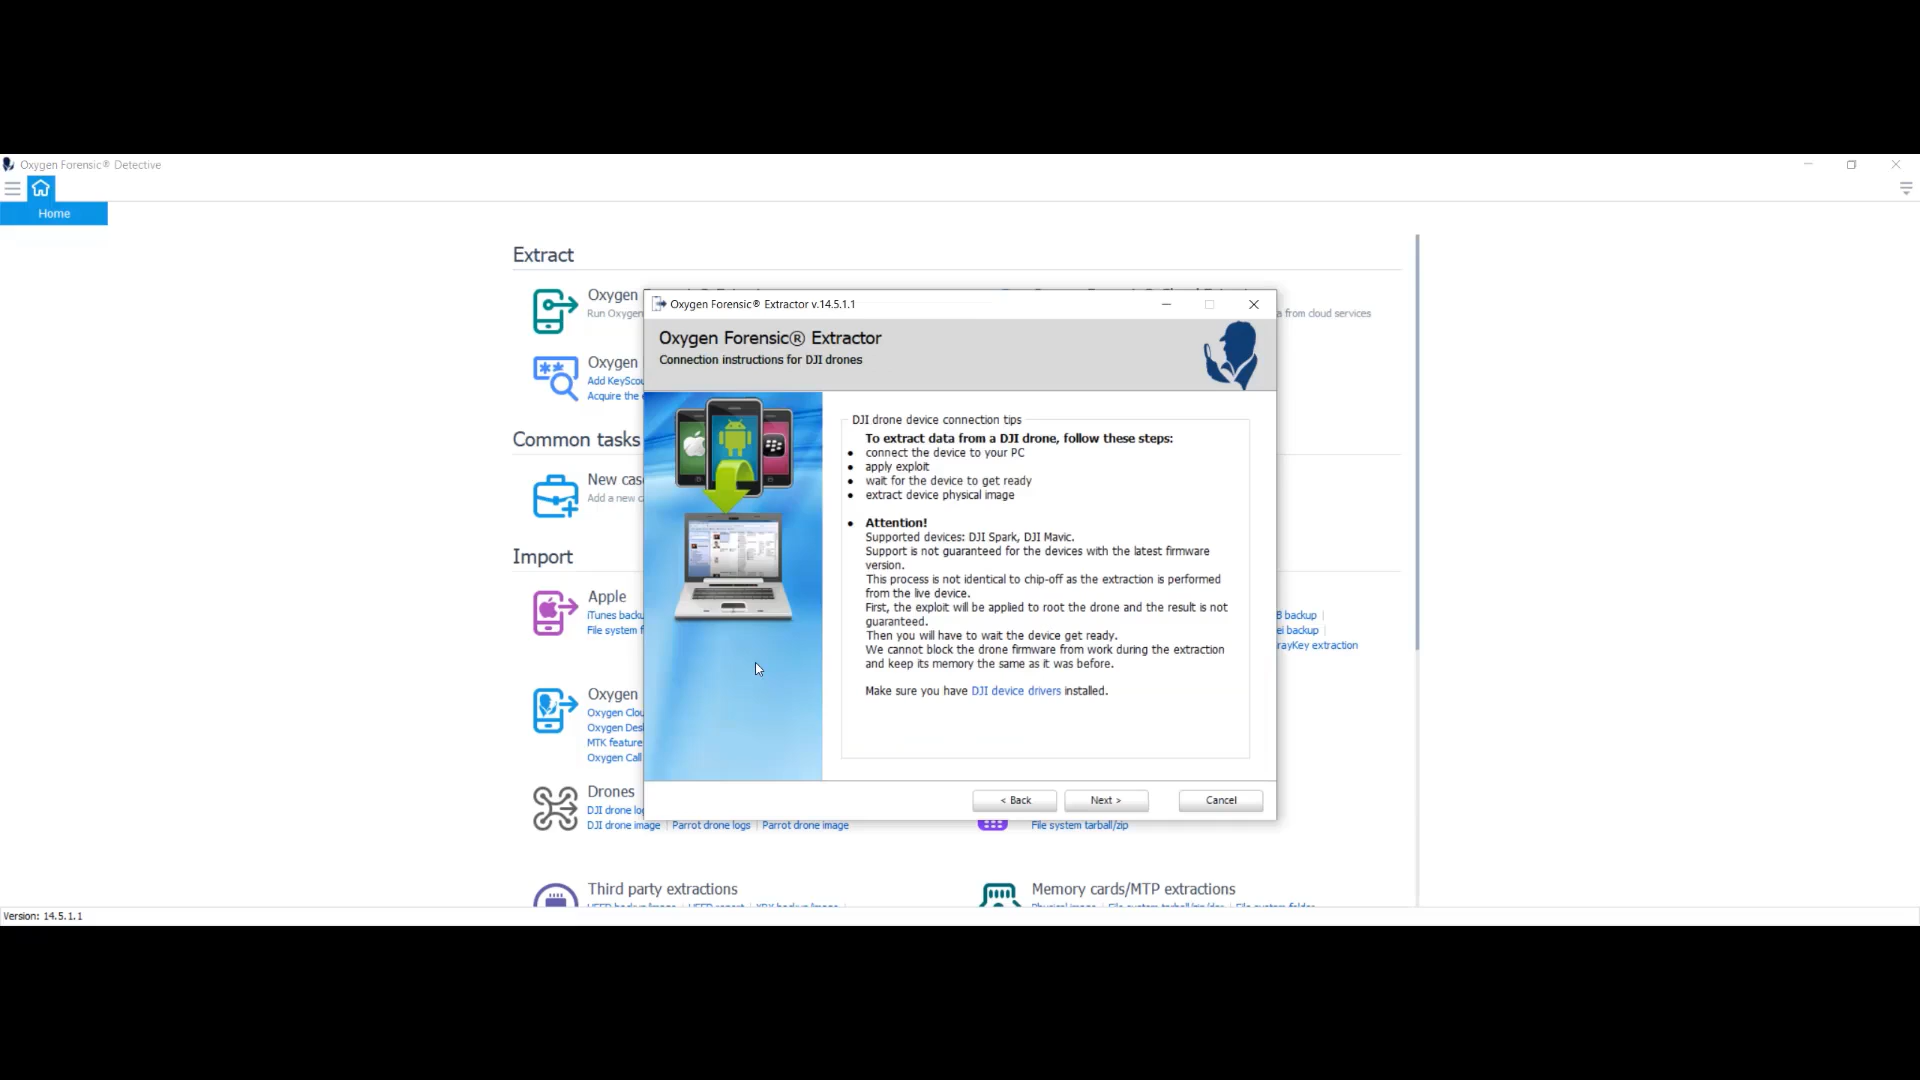 Oxygen Forensic® Detective
Home
Extract
Oxygen
Run Oxygen
a from cloud services
Oxygen
Add KeyScou
Acquire the
Common tasks
New cas
Add a new c
Import
Apple
iTunes backu
File system f
B backup |
ei backup |
rayKey extraction
Oxygen
Oxygen Clou
Oxygen Des
MTK feature
Oxygen Call
Drones
DJI drone lo
DJI drone image | Parrot drone logs | Parrot drone image
File system tarball/zip
Third party extractions
Memory cards/MTP extractions
Version: 14.5.1.1
Oxygen Forensic® Extractor v.14.5.1.1
Oxygen Forensic® Extractor
Connection instructions for DJI drones
DJI drone device connection tips
To extract data from a DJI drone, follow these steps:
• connect the device to your PC
• apply exploit
• wait for the device to get ready
• extract device physical image
• Attention!
Supported devices: DJI Spark, DJI Mavic.
Support is not guaranteed for the devices with the latest firmware
version.
This process is not identical to chip-off as the extraction is performed
from the live device.
First, the exploit will be applied to root the drone and the result is not
guaranteed.
Then you will have to wait the device get ready.
We cannot block the drone firmware from work during the extraction
and keep its memory the same as it was before.
Make sure you have DJI device drivers installed.
< Back
Next >
Cancel